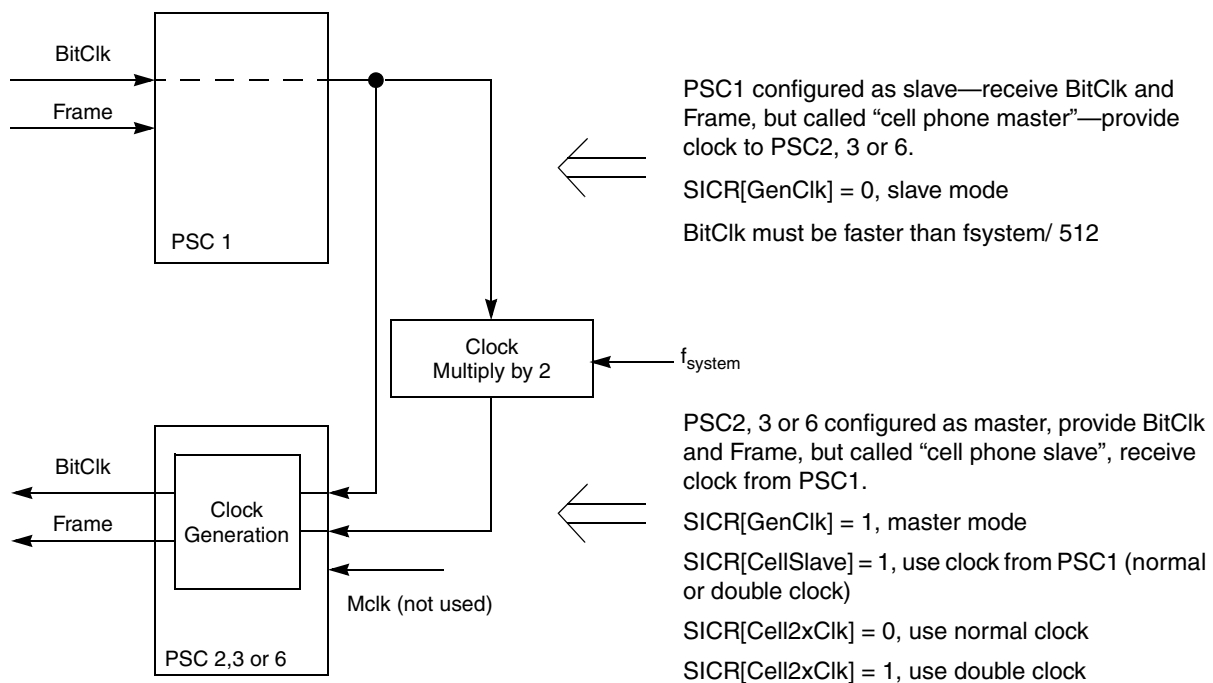 BitClk
Frame
PSC 1
PSC1 configured as slave—receive BitClk and
Frame, but called “cell phone master”—provide
clock to PSC2, 3 or 6.
SICR[GenClk] = 0, slave mode
BitClk must be faster than fsystem/ 512
Clock
Multiply by 2
fsystem
BitClk
Frame
Clock
Generation
Mclk (not used)
PSC 2,3 or 6
PSC2, 3 or 6 configured as master, provide BitClk
and Frame, but called “cell phone slave”, receive
clock from PSC1.
SICR[GenClk] = 1, master mode
SICR[CellSlave] = 1, use clock from PSC1 (normal
or double clock)
SICR[Cell2xClk] = 0, use normal clock
SICR[Cell2xClk] = 1, use double clock